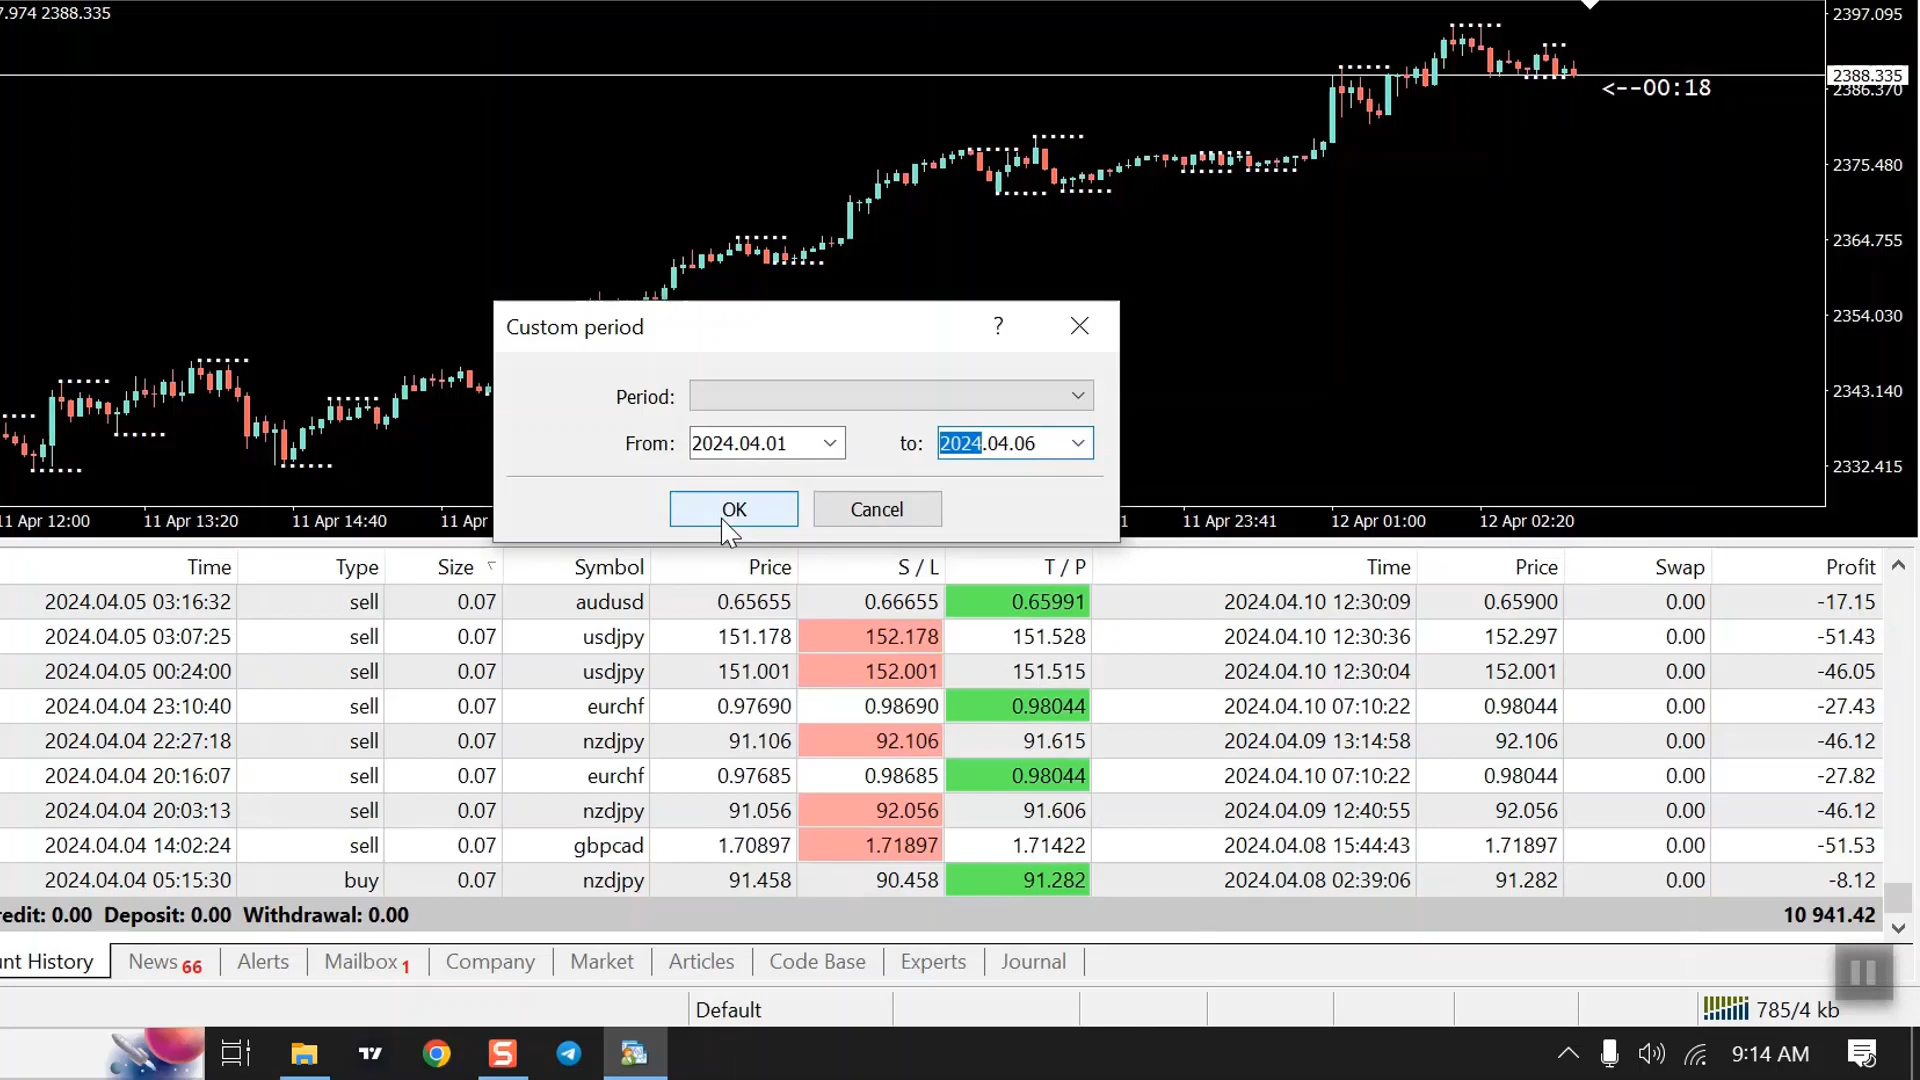 7.974 2388.335
2397.095
2388.335
2386.370
<--00:18
2375.480
2364.755
2354.030
2343.140
2332.415
Custom period ?
Period:
From: 2024.04.01 to: 2024.04.06
OK Cancel
11 Apr 12:00 11 Apr 13:20 11 Apr 14:40 11 Apr 1 11 Apr 23:41 12 Apr 01:00 12 Apr 02:20
Time Type Size Symbol Price S / L T / P Time Price Swap Profit
2024.04.05 03:16:32 sell 0.07 audusd 0.65655 0.66655 0.65991 2024.04.10 12:30:09 0.65900 0.00 -17.15
2024.04.05 03:07:25 sell 0.07 usdjpy 151.178 152.178 151.528 2024.04.10 12:30:36 152.297 0.00 -51.43
2024.04.05 00:24:00 sell 0.07 usdjpy 151.001 152.001 151.515 2024.04.10 12:30:04 152.001 0.00 -46.05
2024.04.04 23:10:40 sell 0.07 eurchf 0.97690 0.98690 0.98044 2024.04.10 07:10:22 0.98044 0.00 -27.43
2024.04.04 22:27:18 sell 0.07 nzdjpy 91.106 92.106 91.615 2024.04.09 13:14:58 92.106 0.00 -46.12
2024.04.04 20:16:07 sell 0.07 eurchf 0.97685 0.98685 0.98044 2024.04.10 07:10:22 0.98044 0.00 -27.82
2024.04.04 20:03:13 sell 0.07 nzdjpy 91.056 92.056 91.606 2024.04.09 12:40:55 92.056 0.00 -46.12
2024.04.04 14:02:24 sell 0.07 gbpcad 1.70897 1.71897 1.71422 2024.04.08 15:44:43 1.71897 0.00 -51.53
2024.04.04 05:15:30 buy 0.07 nzdjpy 91.458 90.458 91.282 2024.04.08 02:39:06 91.282 0.00 -8.12
redit: 0.00 Deposit: 0.00 Withdrawal: 0.00 10 941.42
nt History News 66 Alerts Mailbox 1 Company Market Articles Code Base Experts Journal
Default 785/4 kb
9:14 AM